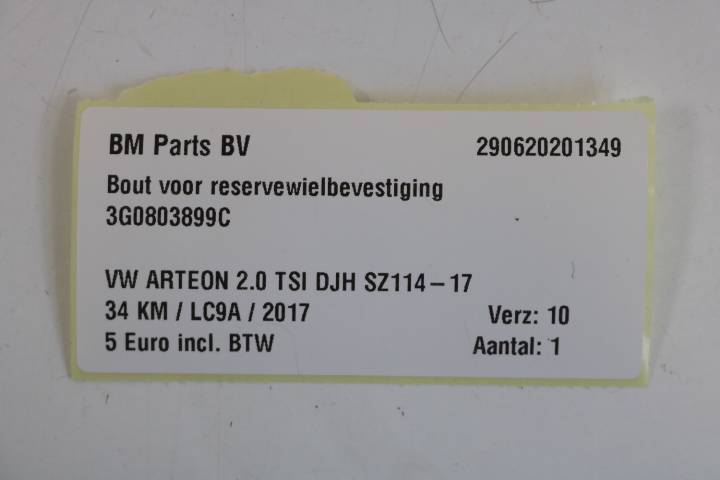 BM Parts BV 290620201349
Bout voor reservewielbevestiging
3G0803899C
VW ARTEON 2.0 TSI DJH SZ114-17
34 KM / LC9A / 2017 Verz: 10
5 Euro incl. BTW Aantal: 1